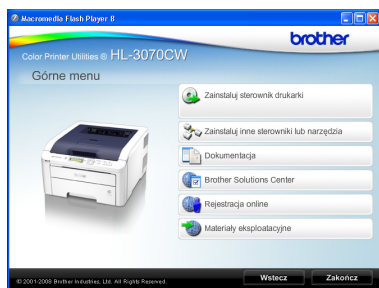 Macromedia Flash Player 8
brother
Color Printer Utilities ® HL-3070CW
Górne menu
Zainstaluj sterownik drukarki
Zainstaluj inne sterowniki lub narzędzia
Dokumentacja
Brother Solutions Center
Rejestracja online
Materiały eksploatacyjne
© 2001-2008 Brother Industries, Ltd. All Rights Reserved.
Wstecz
Zakończ